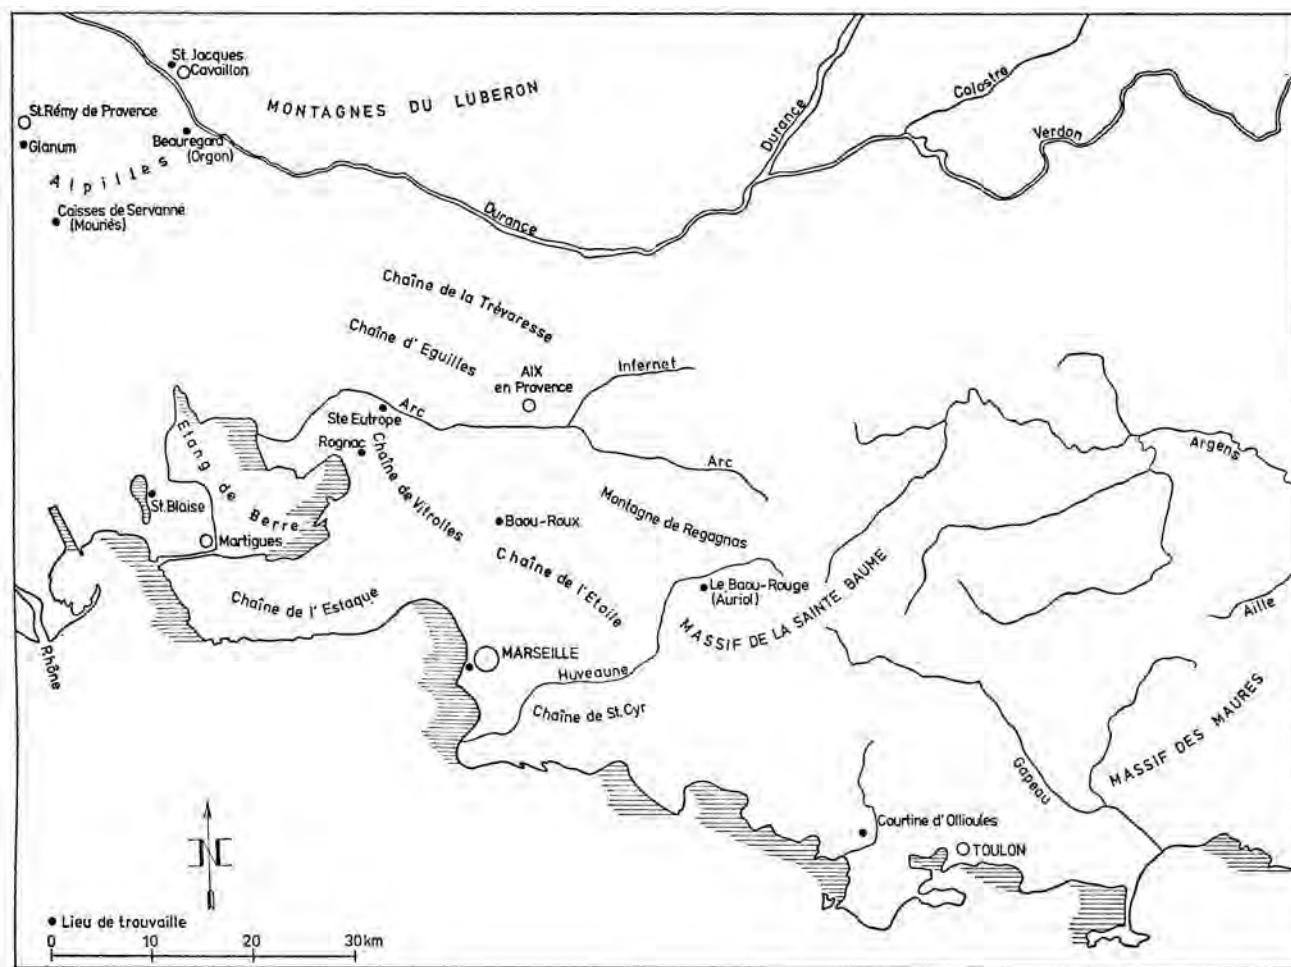 St. Jacques
Cavaillon
MONTAGNES DU LUBERON
Durance
Colostre
Verdon
St. Rémy de Provence
Glanum
Beauregard
(Orgon)
Alpilles
Caisses de Servanne
(Mouriès)
Durance
Chaîne de la Trévaresse
Chaîne d'Eguilles
AIX
en Provence
Infernet
Arc
Ste Eutrope
Rognac
Arc
Argens
Etang de Berre
St. Blaise
Martigues
Chaîne de Vitrolles
Baou-Roux
Montagne de Regagnas
Chaîne de l'Etoile
Le Baou-Rouge
(Auriol)
MASSIF DE LA SAINTE BAUME
Aille
Chaîne de l'Estaque
Rhône
MARSEILLE
Huveaune
Chaîne de St. Cyr
MASSIF DES MAURES
Gapeau
Courtine d'Ollioules
TOULON
N
Lieu de trouvaille
0 10 20 30 km